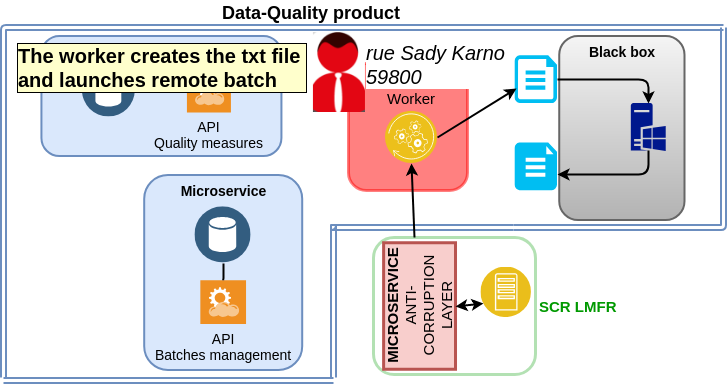 Data-Quality product
The worker creates the txt file
and launches remote batch
rue Sady Karno
59800
Black box
Worker
API
Quality measures
Microservice
API
Batches management
MICROSERVICE
ANTI-
CORRUPTION
LAYER
SCR LMFR